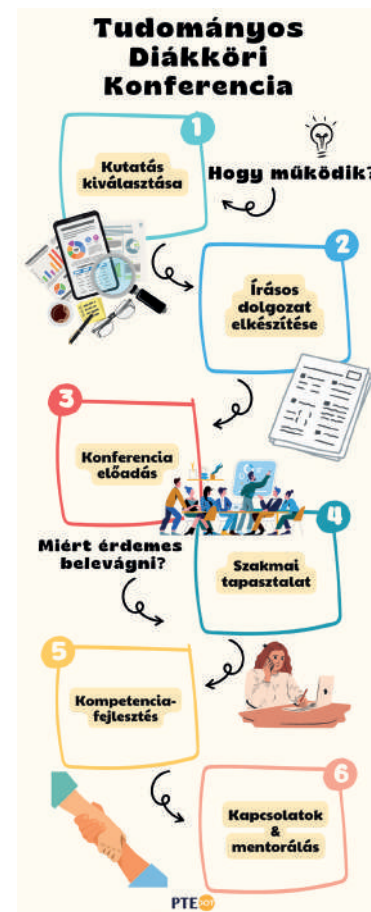 Tudományos
Diákköri
Konferencia
1
Kutatás
kiválasztása
Hogy működik?
2
Írásos
dolgozat
elkészítése
3
Konferencia
előadás
4
Miért érdemes
belevágni?
Szakmai
tapasztalat
5
Kompetencia-
fejlesztés
6
Kapcsolatok
&
mentorálás
PTE